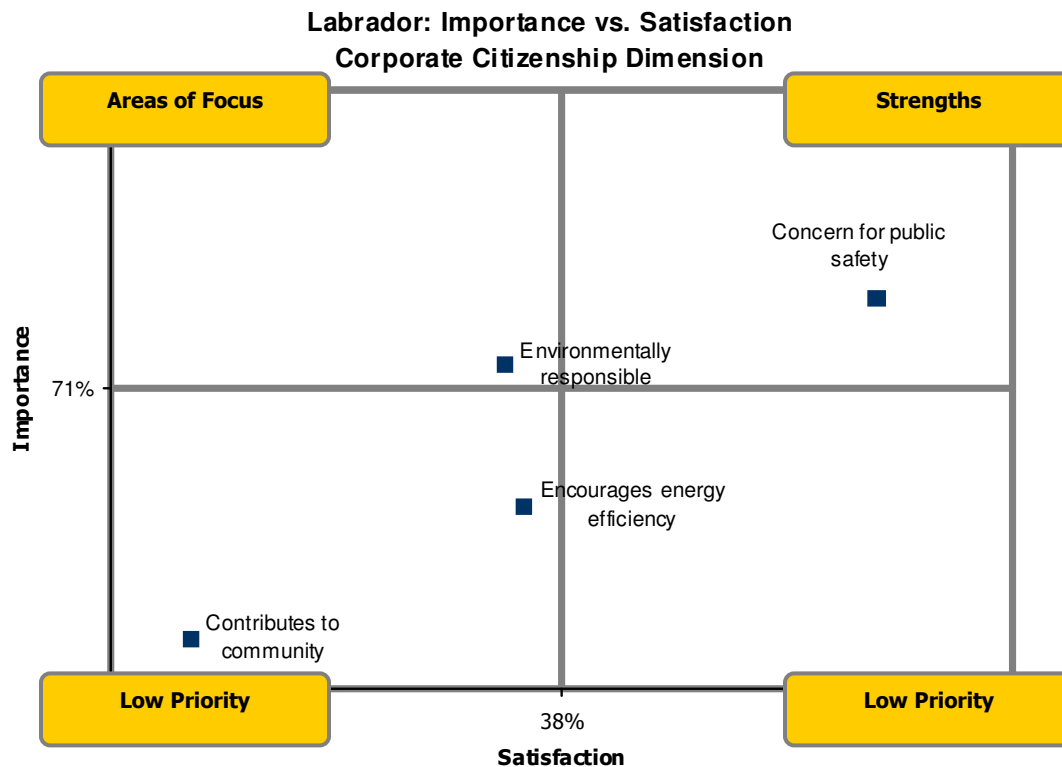 Labrador: Importance vs. Satisfaction
Corporate Citizenship Dimension
Areas of Focus
Strengths
Concern for public
safety
Environmentally
responsible
71%
Importance
Encourages energy
efficiency
Contributes to
community
Low Priority
Low Priority
38%
Satisfaction